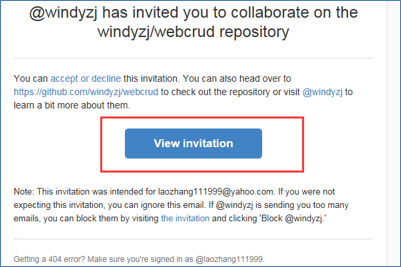 @windyzj has invited you to collaborate on the
windyzj/webcrud repository
You can accept or decline this invitation. You can also head over to
https://github.com/windyzj/webcrud to check out the repository or visit @windyzj to
learn a bit more about them.
View invitation
Note: This invitation was intended for laozhang111999@yahoo.com. If you were not
expecting this invitation, you can ignore this email. If @windyzj is sending you too many
emails, you can block them by visiting the invitation and clicking 'Block @windyzj.'
Getting a 404 error? Make sure you're signed in as @laozhang111999.